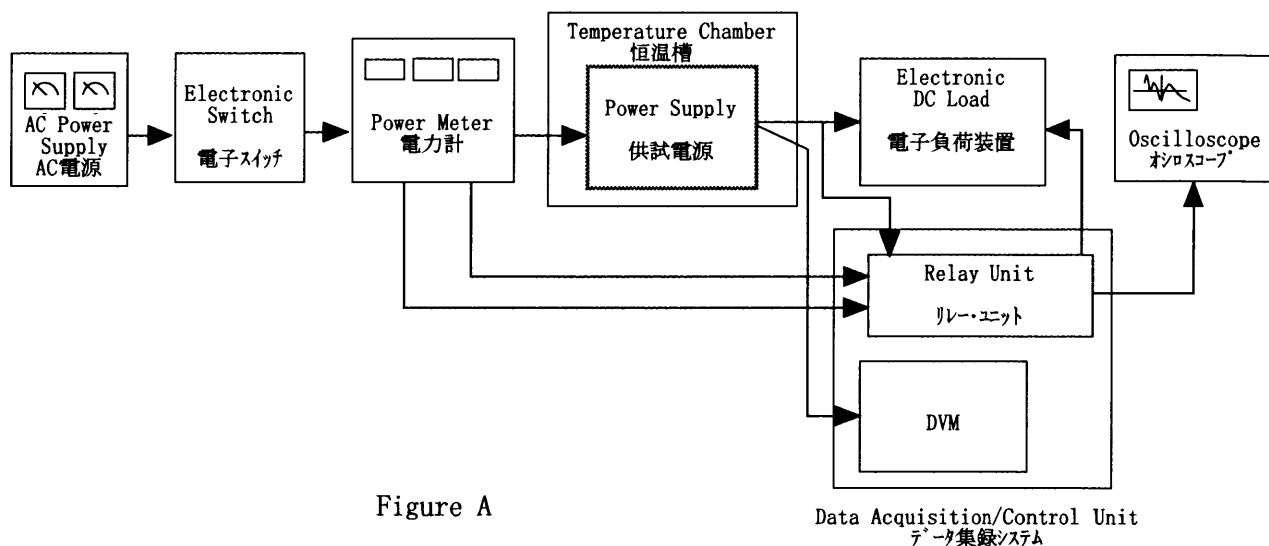 AC Power
Supply
AC電源
Electronic
Switch
電子スイッチ
Power Meter
電力計
Temperature Chamber
恒温槽
Power Supply
供試電源
Electronic
DC Load
電子負荷装置
Oscilloscope
オシロスコープ
Relay Unit
リレー・ユニット
DVM
Data Acquisition/Control Unit
データ集録システム
Figure A